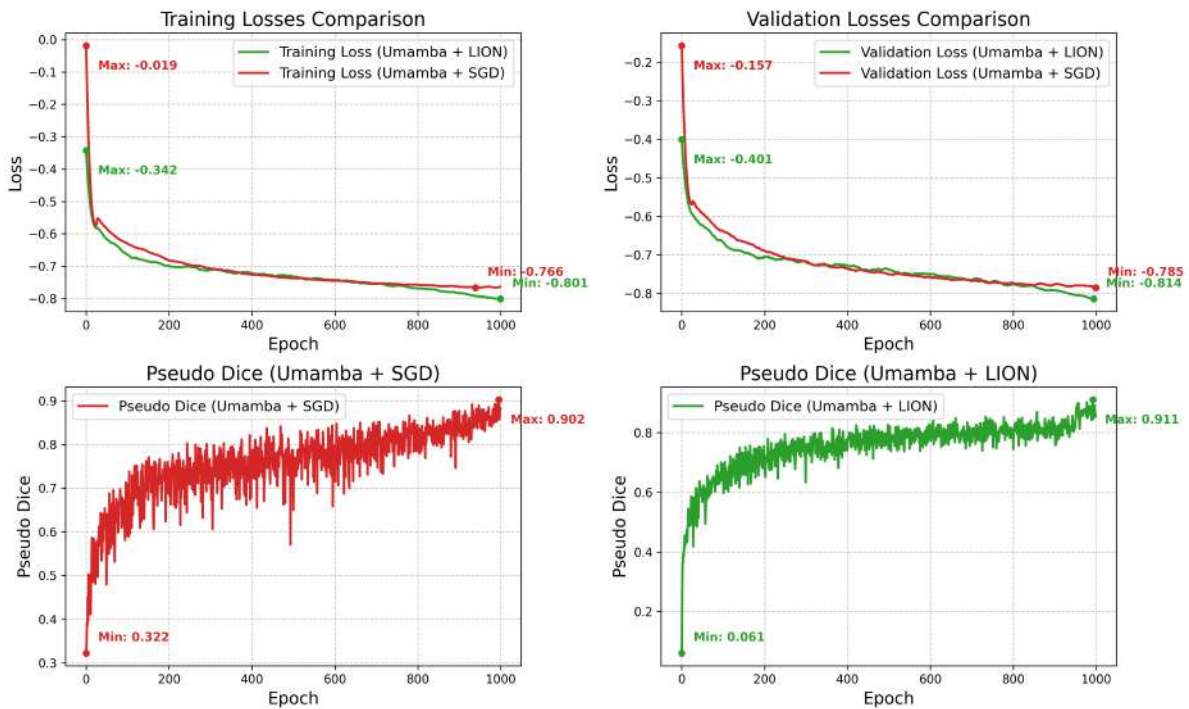 Training Losses Comparison
0.0
−0.1
−0.2
−0.3
−0.4
−0.5
−0.6
−0.7
−0.8
Loss
Training Loss (Umamba + LION)
Training Loss (Umamba + SGD)
Max: -0.019
Max: -0.342
Min: -0.766
Min: -0.801
0 200 400 600 800 1000
Epoch
Validation Losses Comparison
−0.2
−0.3
−0.4
−0.5
−0.6
−0.7
−0.8
Loss
Validation Loss (Umamba + LION)
Validation Loss (Umamba + SGD)
Max: -0.157
Max: -0.401
Min: -0.785
Min: -0.814
0 200 400 600 800 1000
Epoch
Pseudo Dice (Umamba + SGD)
0.9
0.8
0.7
0.6
0.5
0.4
0.3
Pseudo Dice
Pseudo Dice (Umamba + SGD)
Max: 0.902
Min: 0.322
0 200 400 600 800 1000
Epoch
Pseudo Dice (Umamba + LION)
0.8
0.6
0.4
0.2
Pseudo Dice
Pseudo Dice (Umamba + LION)
Max: 0.911
Min: 0.061
0 200 400 600 800 1000
Epoch